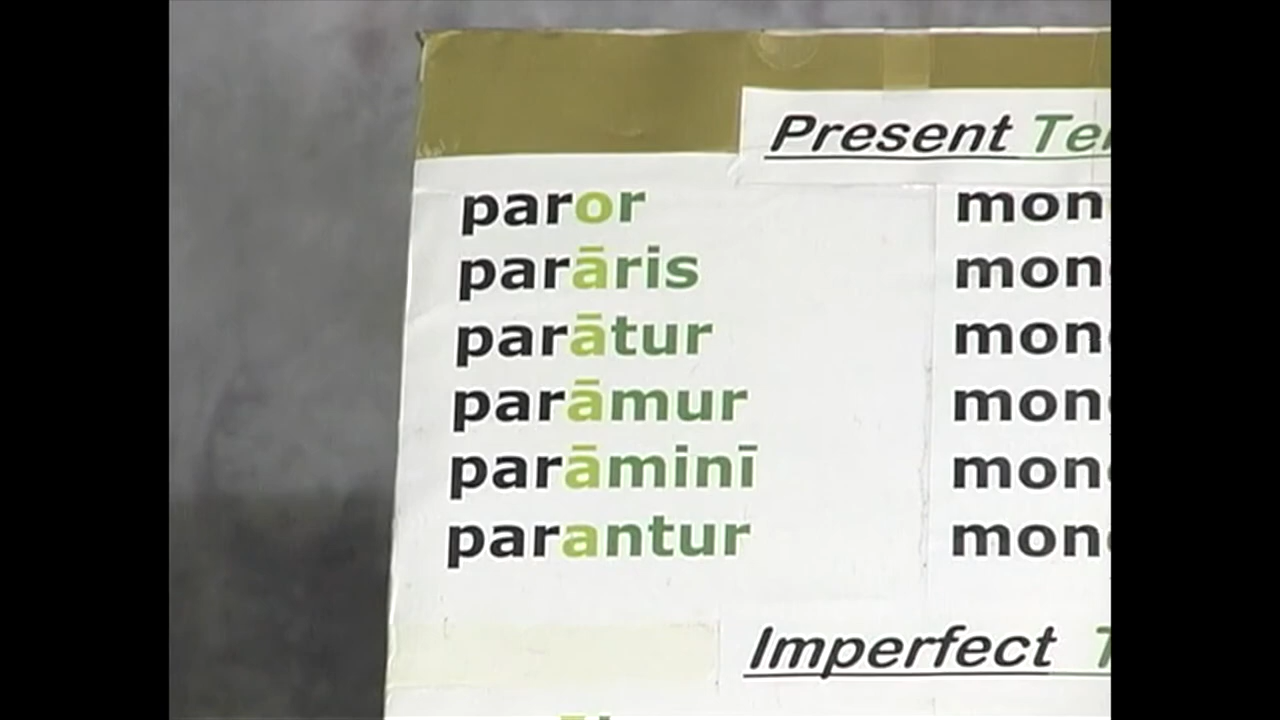 Present
paror mon
parāris mon
parātur mon
parāmur mon
parāminī mon
parantur mon
Imperfect